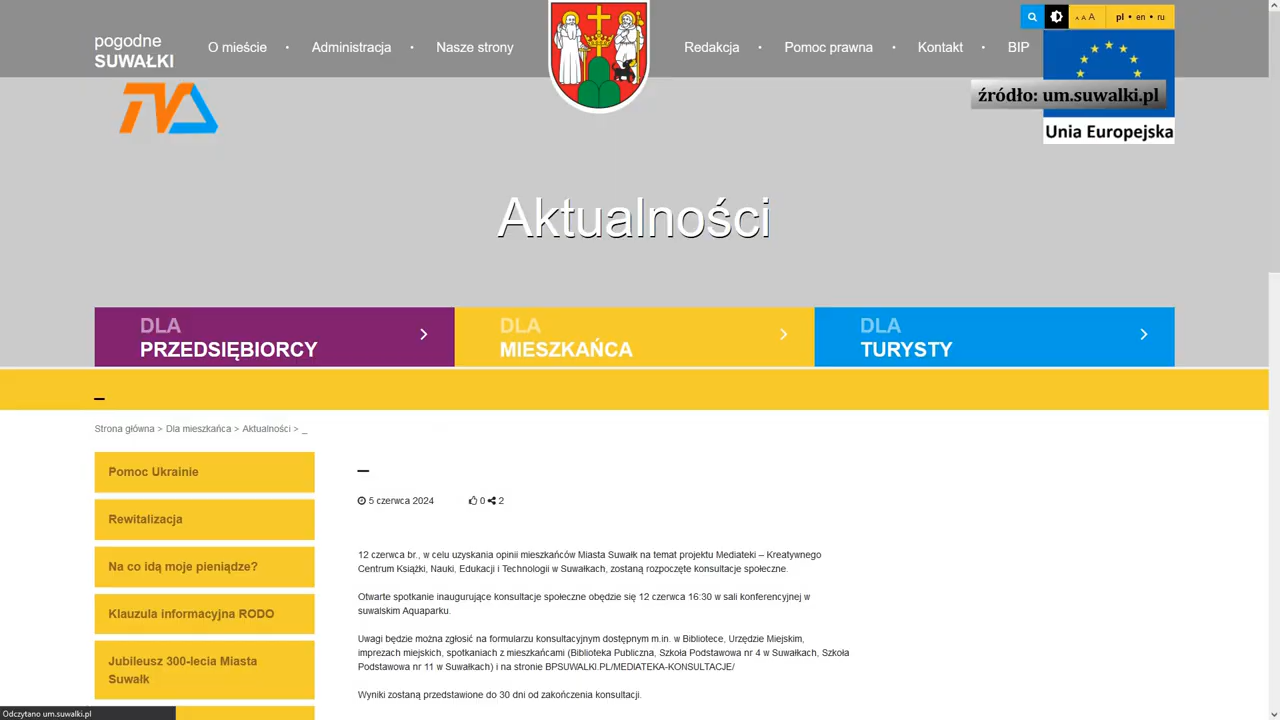 A A A
pl • en • ru
pogodne
SUWAŁKI
O mieście • Administracja • Nasze strony
Redakcja • Pomoc prawna • Kontakt • BIP
TVA
źródło: um.suwalki.pl
Unia Europejska
Aktualności
DLA
PRZEDSIĘBIORCY
DLA
MIESZKAŃCA
DLA
TURYSTY
_
Strona główna > Dla mieszkańca > Aktualności > _
Pomoc Ukrainie
Rewitalizacja
Na co idą moje pieniądze?
Klauzula informacyjna RODO
Jubileusz 300-lecia Miasta
Suwałk
_
5 czerwca 2024 0 2
12 czerwca br., w celu uzyskania opinii mieszkańców Miasta Suwałk na temat projektu Mediateki – Kreatywnego
Centrum Książki, Nauki, Edukacji i Technologii w Suwałkach, zostaną rozpoczęte konsultacje społeczne.
Otwarte spotkanie inaugurujące konsultacje społeczne obędzie się 12 czerwca 16:30 w sali konferencyjnej w
suwalskim Aquaparku.
Uwagi będzie można zgłosić na formularzu konsultacyjnym dostępnym m.in. w Bibliotece, Urzędzie Miejskim,
imprezach miejskich, spotkaniach z mieszkańcami (Biblioteka Publiczna, Szkoła Podstawowa nr 4 w Suwałkach, Szkoła
Podstawowa nr 11 w Suwałkach) i na stronie BPSUWALKI.PL/MEDIATEKA-KONSULTACJE/
Wyniki zostaną przedstawione do 30 dni od zakończenia konsultacji.
Odczytano um.suwalki.pl